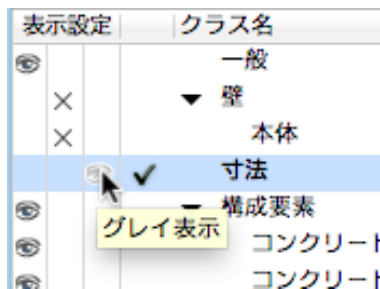 表示設定 クラス名
一般
壁
本体
寸法
グレイ表示
構成要素
コンクリート
コンクリート